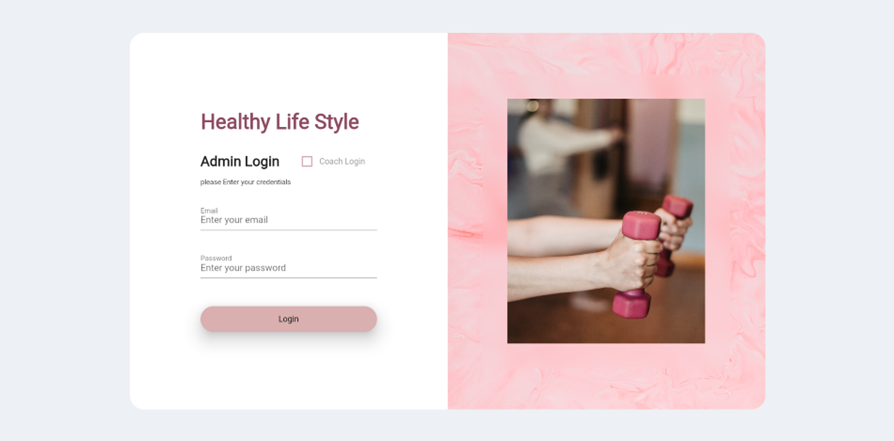 Healthy Life Style
Admin Login
Coach Login
please Enter your credentials
Email
Enter your email
Password
Enter your password
Login